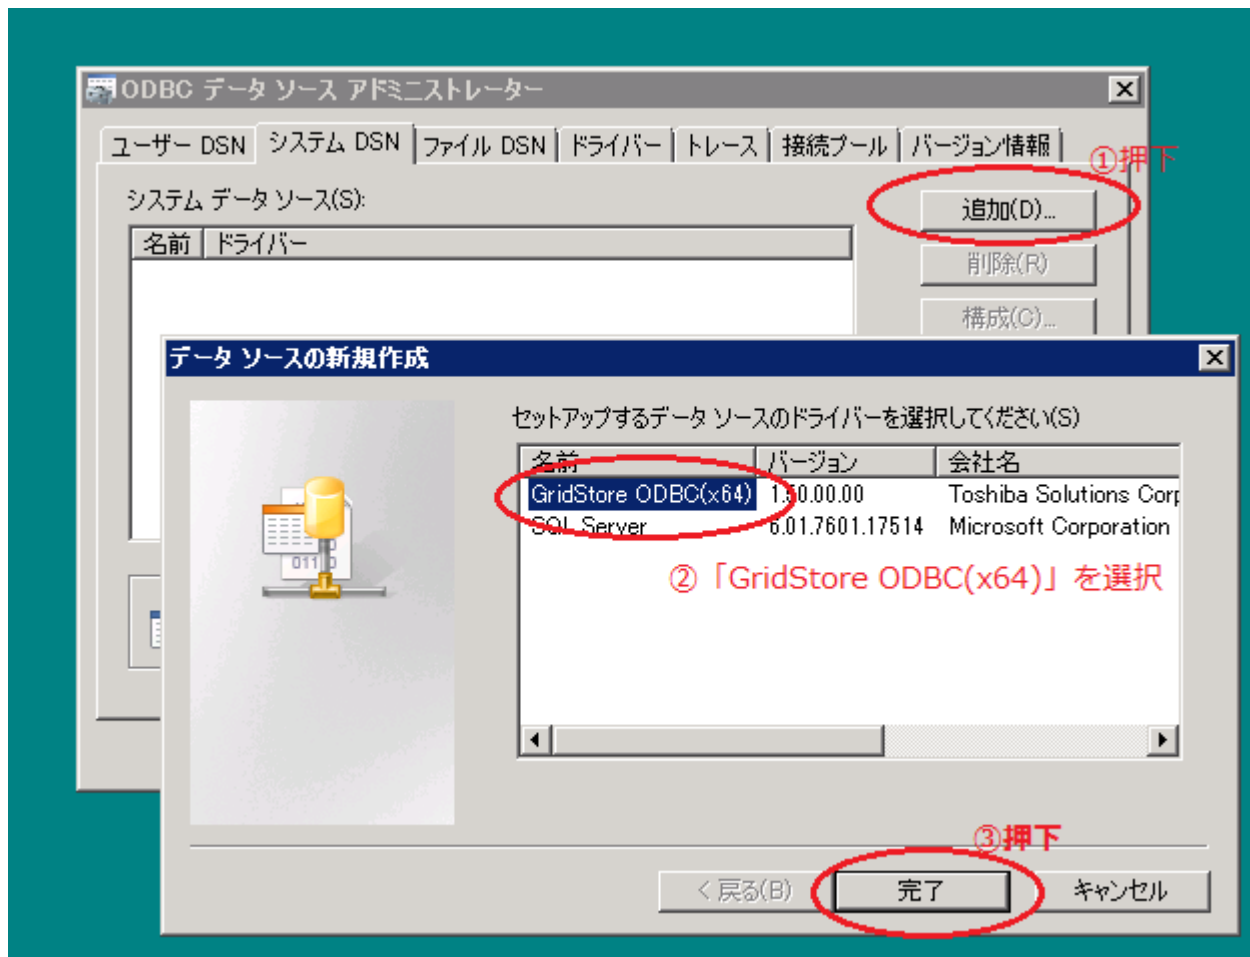 ODBC データ ソース アドミニストレーター
ユーザー DSN システム DSN ファイル DSN ドライバー トレース 接続プール バージョン情報
①押下
システム データ ソース(S):
追加(D)...
名前 ドライバー
削除(R)
構成(C)...
データ ソースの新規作成
セットアップするデータ ソースのドライバーを選択してください(S)
名前 バージョン 会社名
GridStore ODBC(x64) 1.50.00.00 Toshiba Solutions Corp
SQL Server 6.01.7601.17514 Microsoft Corporation
②「GridStore ODBC(x64)」を選択
③押下
< 戻る(B) 完了 キャンセル